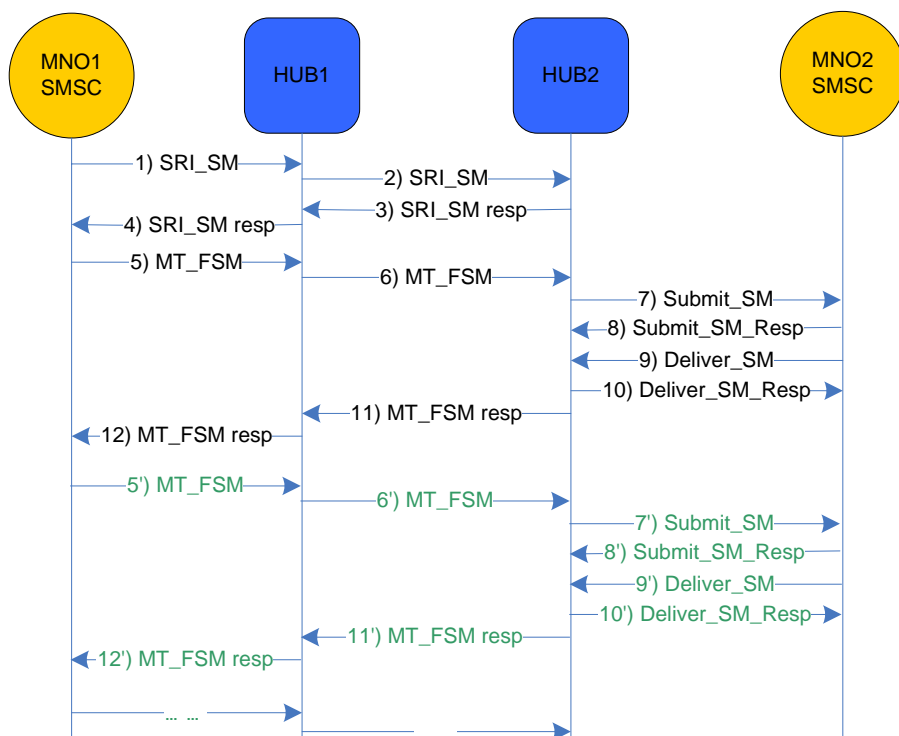 MNO1
SMSC
HUB1
HUB2
MNO2
SMSC
1) SRI_SM
2) SRI_SM
3) SRI_SM resp
4) SRI_SM resp
5) MT_FSM
6) MT_FSM
7) Submit_SM
8) Submit_SM_Resp
9) Deliver_SM
10) Deliver_SM_Resp
11) MT_FSM resp
12) MT_FSM resp
5') MT_FSM
6') MT_FSM
7') Submit_SM
8') Submit_SM_Resp
9') Deliver_SM
10') Deliver_SM_Resp
11') MT_FSM resp
12') MT_FSM resp
... ...